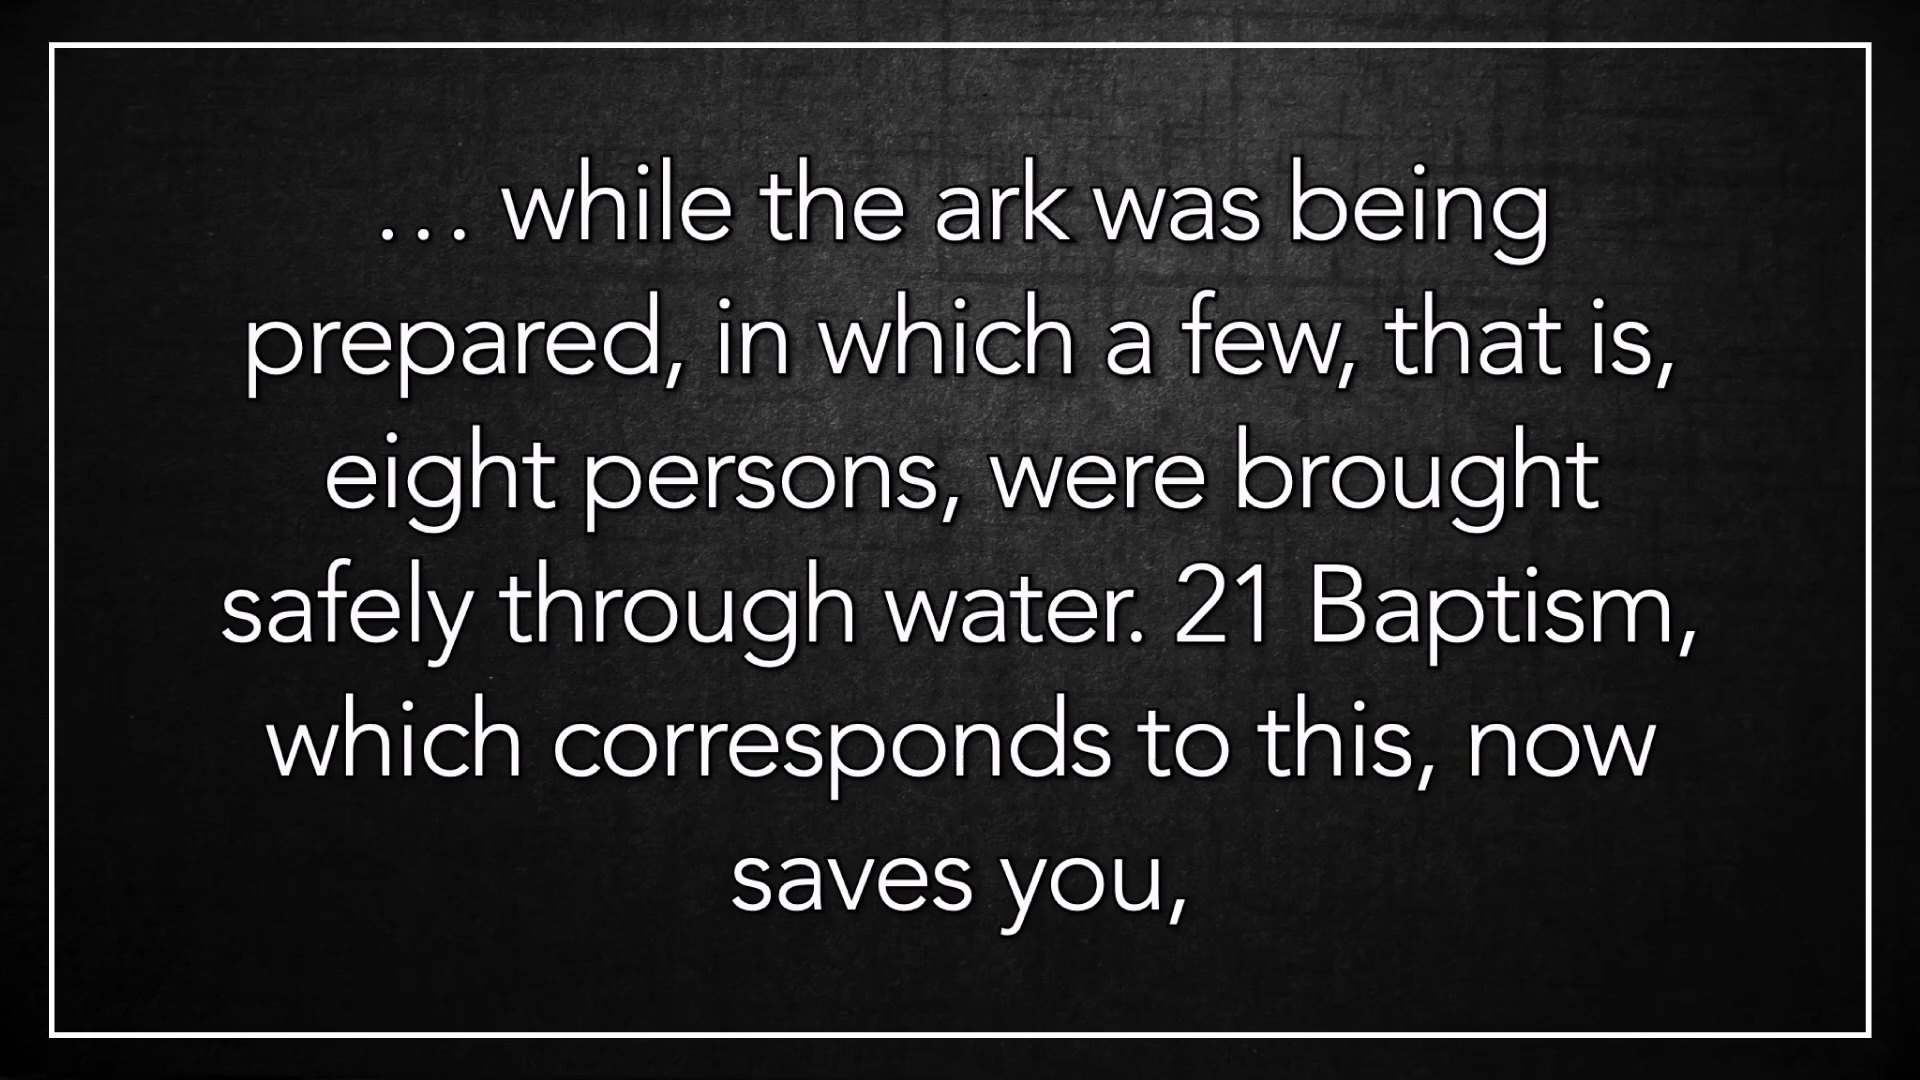 … while the ark was being
prepared, in which a few, that is,
eight persons, were brought
safely through water. 21 Baptism,
which corresponds to this, now
saves you,